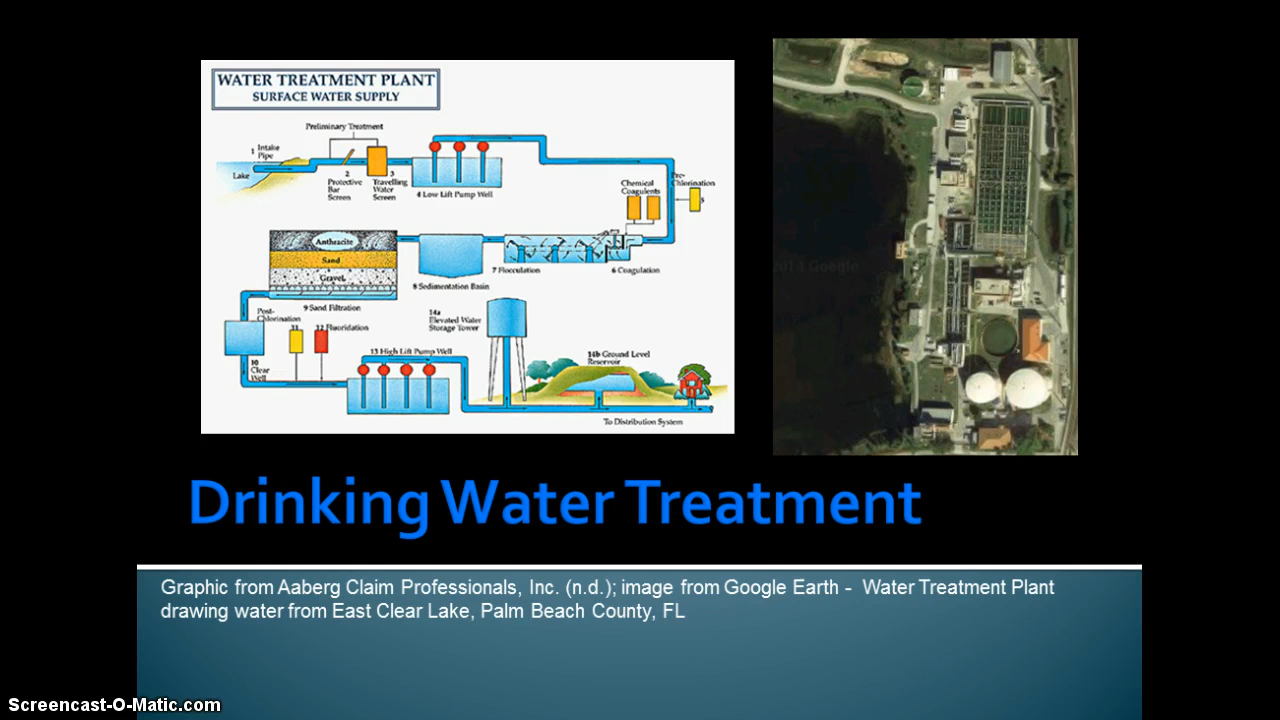 WATER TREATMENT PLANT
SURFACE WATER SUPPLY
Preliminary Treatment
1 Intake
Pipe
Lake
2
Protective
Bar
Screen
3
Travelling
Water
Screen
4 Low Lift Pump Well
Chemical
Coagulents
Pre-
Chlorination
5
6 Coagulation
7 Flocculation
8 Sedimentation Basin
Anthracite
Sand
Gravel
9 Sand Filtration
Post-
Chlorination
11
12 Fluoridation
10
Clear
Well
13 High Lift Pump Well
14a
Elevated Water
Storage Tower
14b Ground Level
Reservoir
To Distribution System
Google
Drinking Water Treatment
Graphic from Aaberg Claim Professionals, Inc. (n.d.); image from Google Earth - Water Treatment Plant
drawing water from East Clear Lake, Palm Beach County, FL
Screencast-O-Matic.com